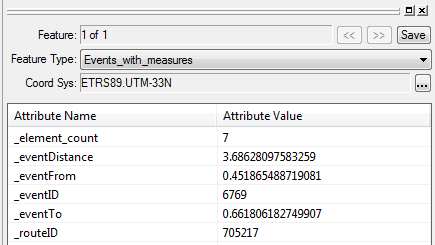 Feature: 1 of 1 << >> Save
Feature Type: Events_with_measures
Coord Sys: ETRS89.UTM-33N ...
Attribute Name Attribute Value
_element_count 7
_eventDistance 3.68628097583259
_eventFrom 0.451865488719081
_eventID 6769
_eventTo 0.661806182749907
_routeID 705217